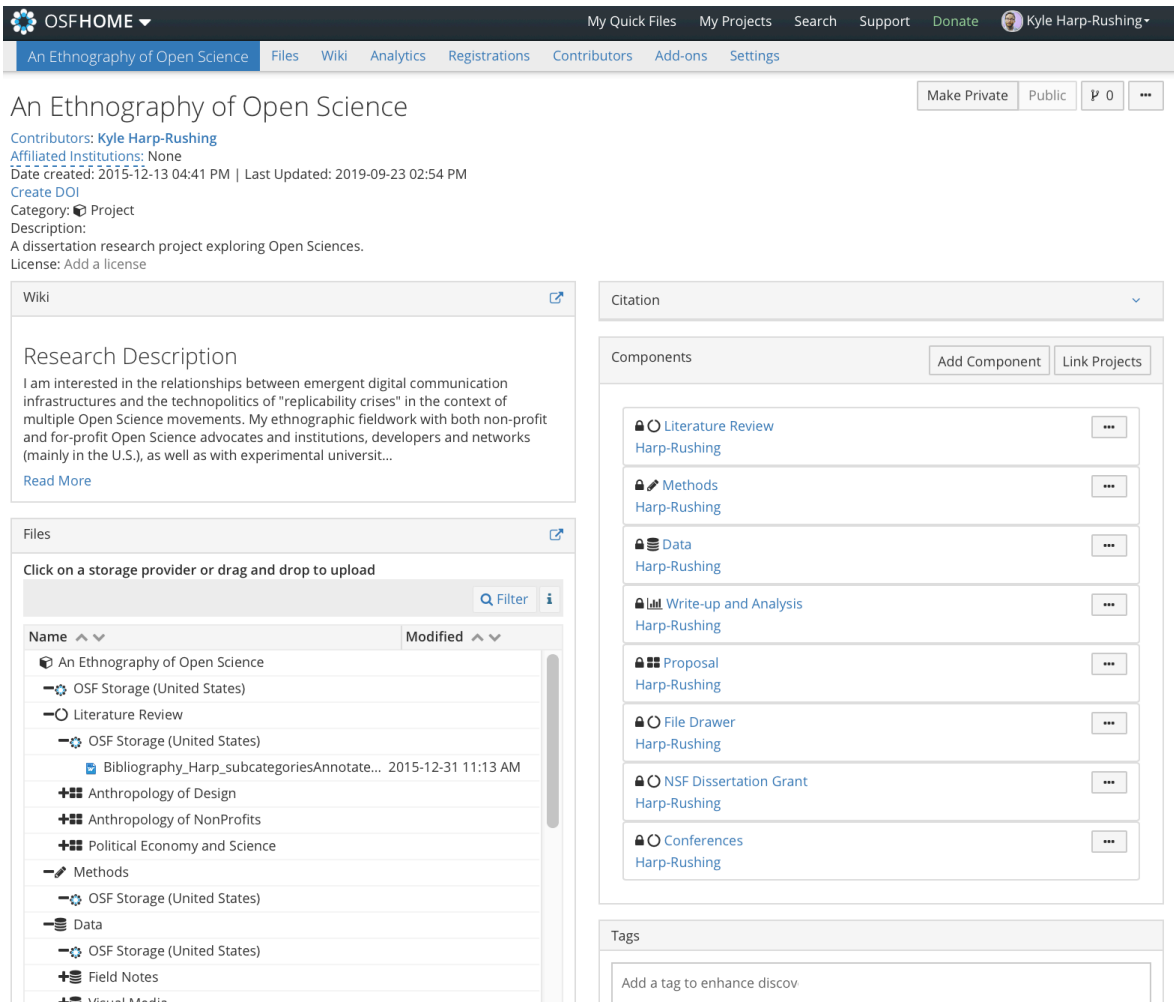 OSFHOME
My Quick Files My Projects Search Support Donate Kyle Harp-Rushing
An Ethnography of Open Science Files Wiki Analytics Registrations Contributors Add-ons Settings
An Ethnography of Open Science
Make Private Public 0 ...
Contributors: Kyle Harp-Rushing
Affiliated Institutions: None
Date created: 2015-12-13 04:41 PM | Last Updated: 2019-09-23 02:54 PM
Create DOI
Category: Project
Description:
A dissertation research project exploring Open Sciences.
License: Add a license
Wiki
Research Description
I am interested in the relationships between emergent digital communication
infrastructures and the technopolitics of "replicability crises" in the context of
multiple Open Science movements. My ethnographic fieldwork with both non-profit
and for-profit Open Science advocates and institutions, developers and networks
(mainly in the U.S.), as well as with experimental universit...
Read More
Files
Click on a storage provider or drag and drop to upload
Filter i
Name Modified
An Ethnography of Open Science
OSF Storage (United States)
Literature Review
OSF Storage (United States)
Bibliography_Harp_subcategoriesAnnotate... 2015-12-31 11:13 AM
Anthropology of Design
Anthropology of NonProfits
Political Economy and Science
Methods
OSF Storage (United States)
Data
OSF Storage (United States)
Field Notes
Visual Media
Citation
Components
Add Component Link Projects
Literature Review ...
Harp-Rushing
Methods ...
Harp-Rushing
Data ...
Harp-Rushing
Write-up and Analysis ...
Harp-Rushing
Proposal ...
Harp-Rushing
File Drawer ...
Harp-Rushing
NSF Dissertation Grant ...
Harp-Rushing
Conferences ...
Harp-Rushing
Tags
Add a tag to enhance discov